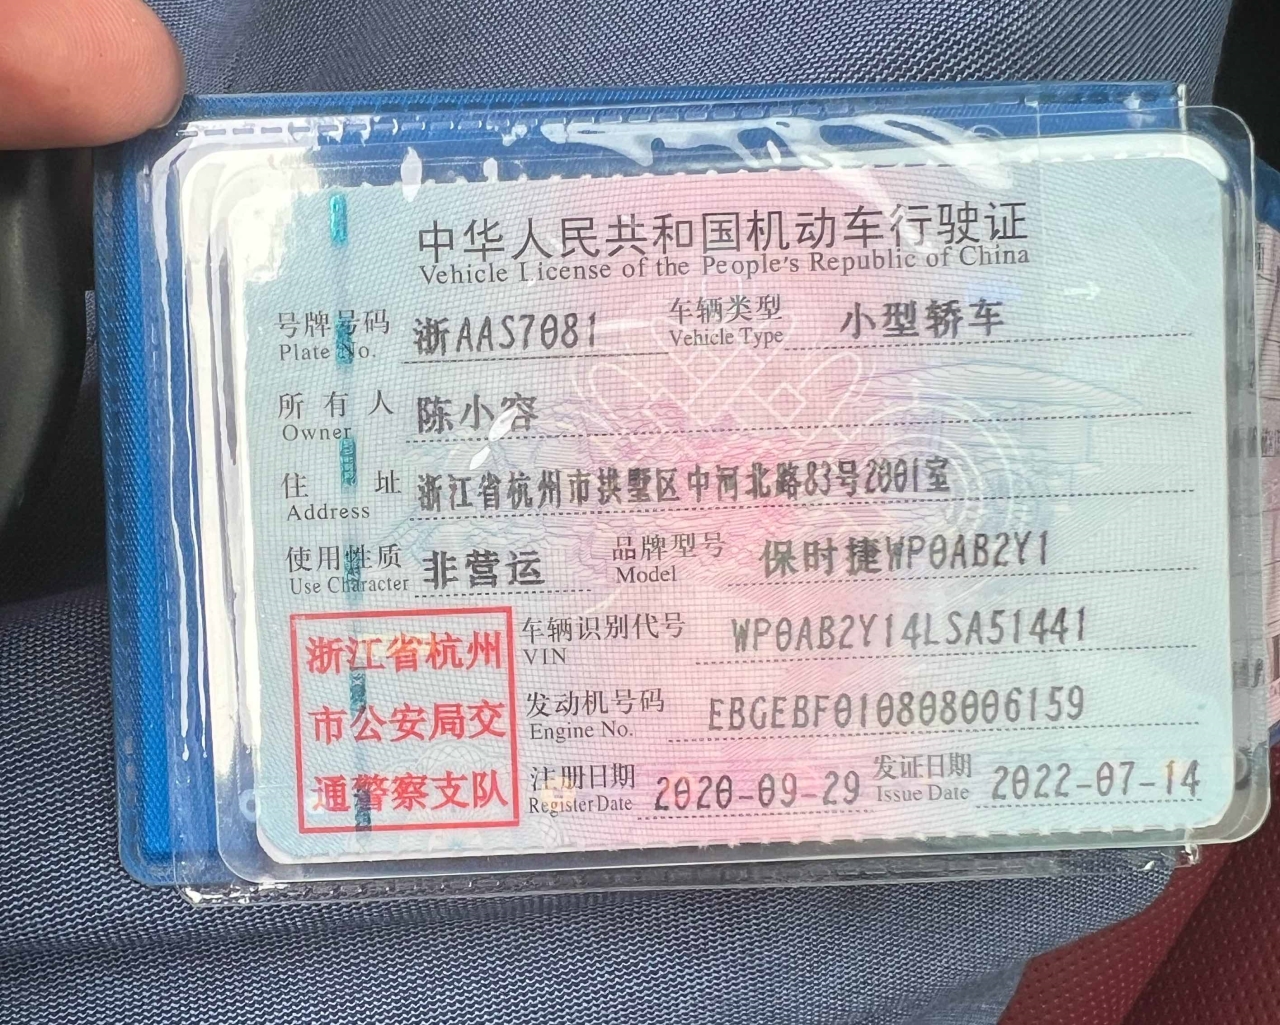 中华人民共和国机动车行驶证
Vehicle License of the People's Republic of China
号牌号码 浙AAS7081 车辆类型 小型轿车
Plate No. Vehicle Type
所有人 陈小容
Owner
住址 浙江省杭州市拱墅区中河北路83号2001室
Address
使用性质 非营运 品牌型号 保时捷WP0AB2Y1
Use Character Model
浙江省杭州
市公安局交
通警察支队
车辆识别代号 WP0AB2Y14LSA51441
VIN
发动机号码 EBGEBF010808006159
Engine No.
注册日期 2020-09-29 发证日期 2022-07-14
Register Date Issue Date